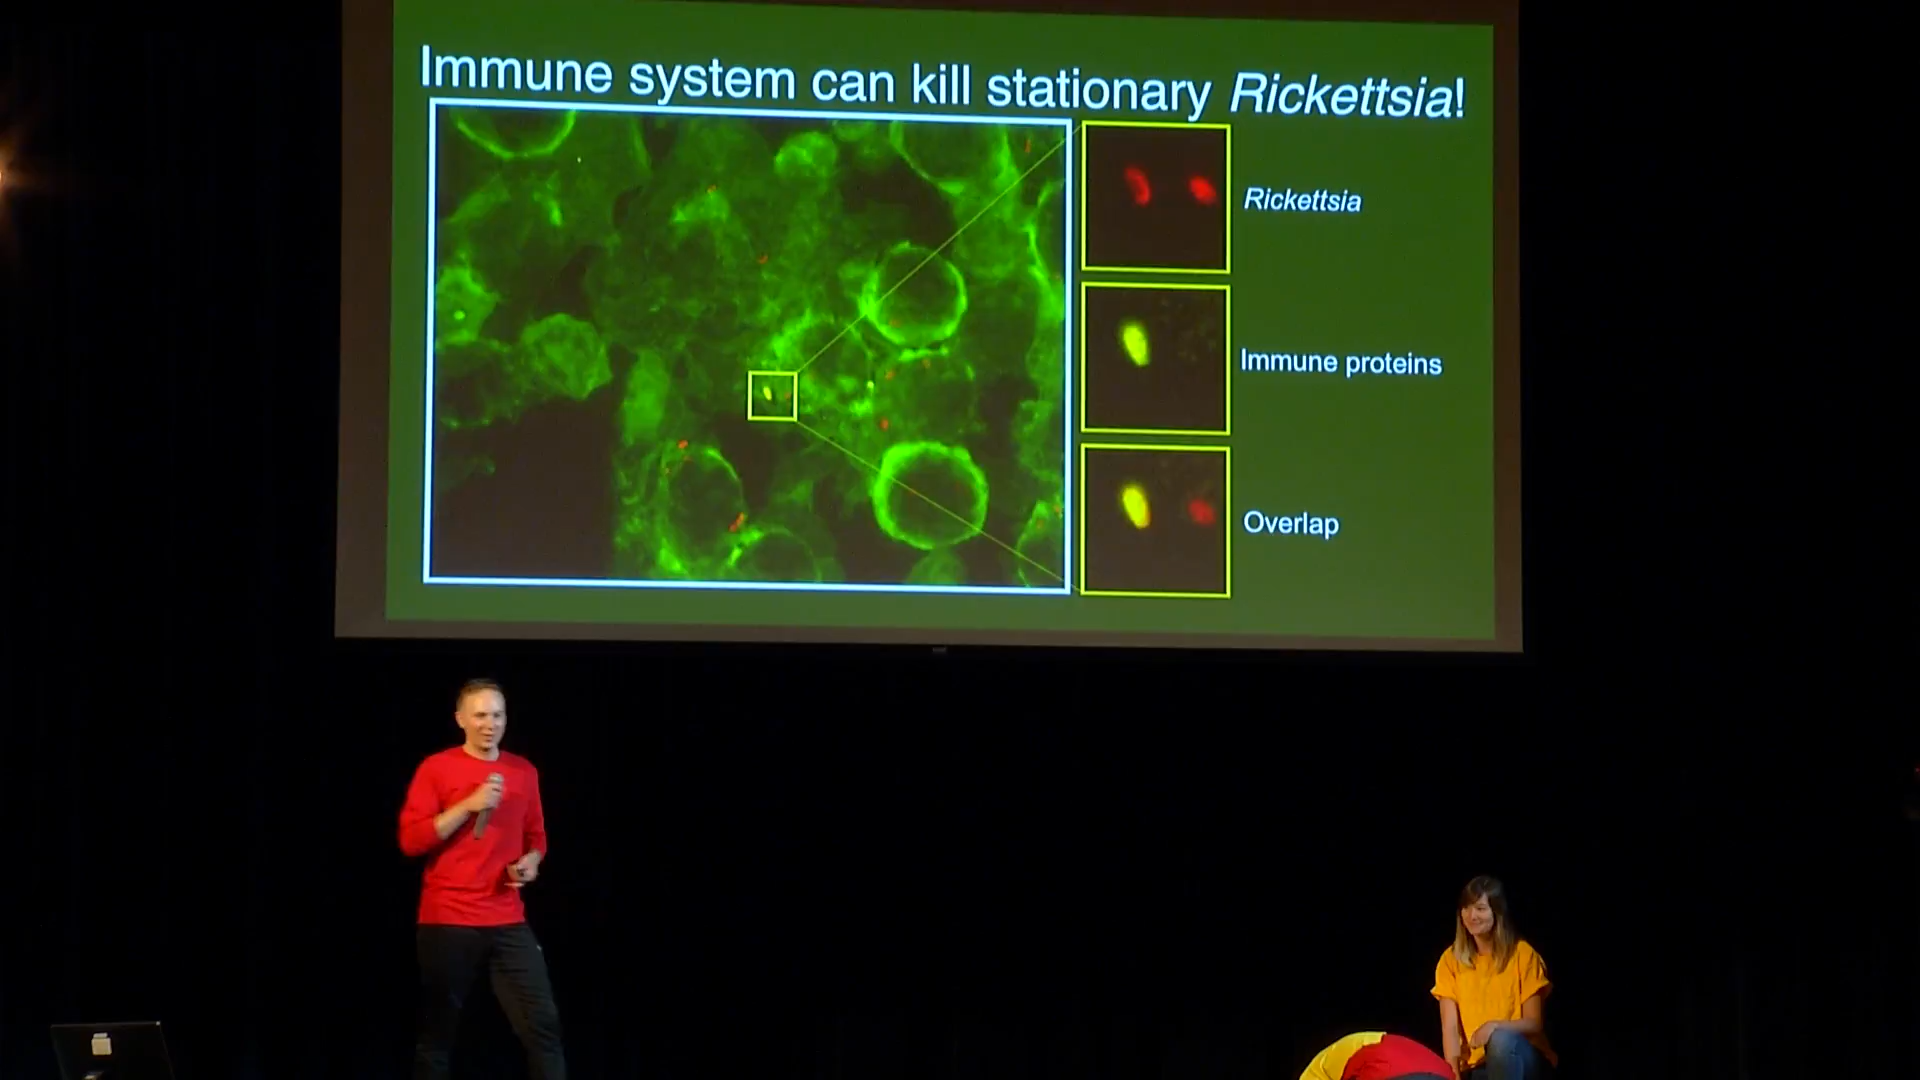 Immune system can kill stationary Rickettsia!
Rickettsia
Immune proteins
Overlap